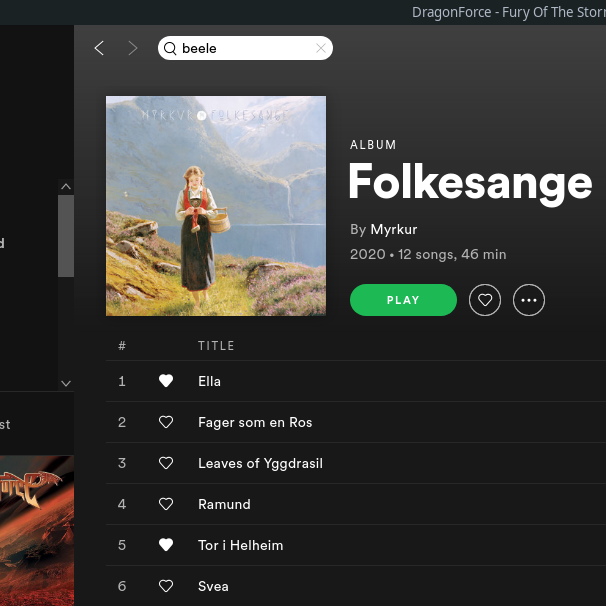 DragonForce - Fury Of The Stor
beele
MYRKUR FOLKESANGE
ALBUM
Folkesange
By Myrkur
2020 • 12 songs, 46 min
PLAY
# TITLE
1 Ella
d
2 Fager som en Ros
st
3 Leaves of Yggdrasil
4 Ramund
5 Tor i Helheim
6 Svea